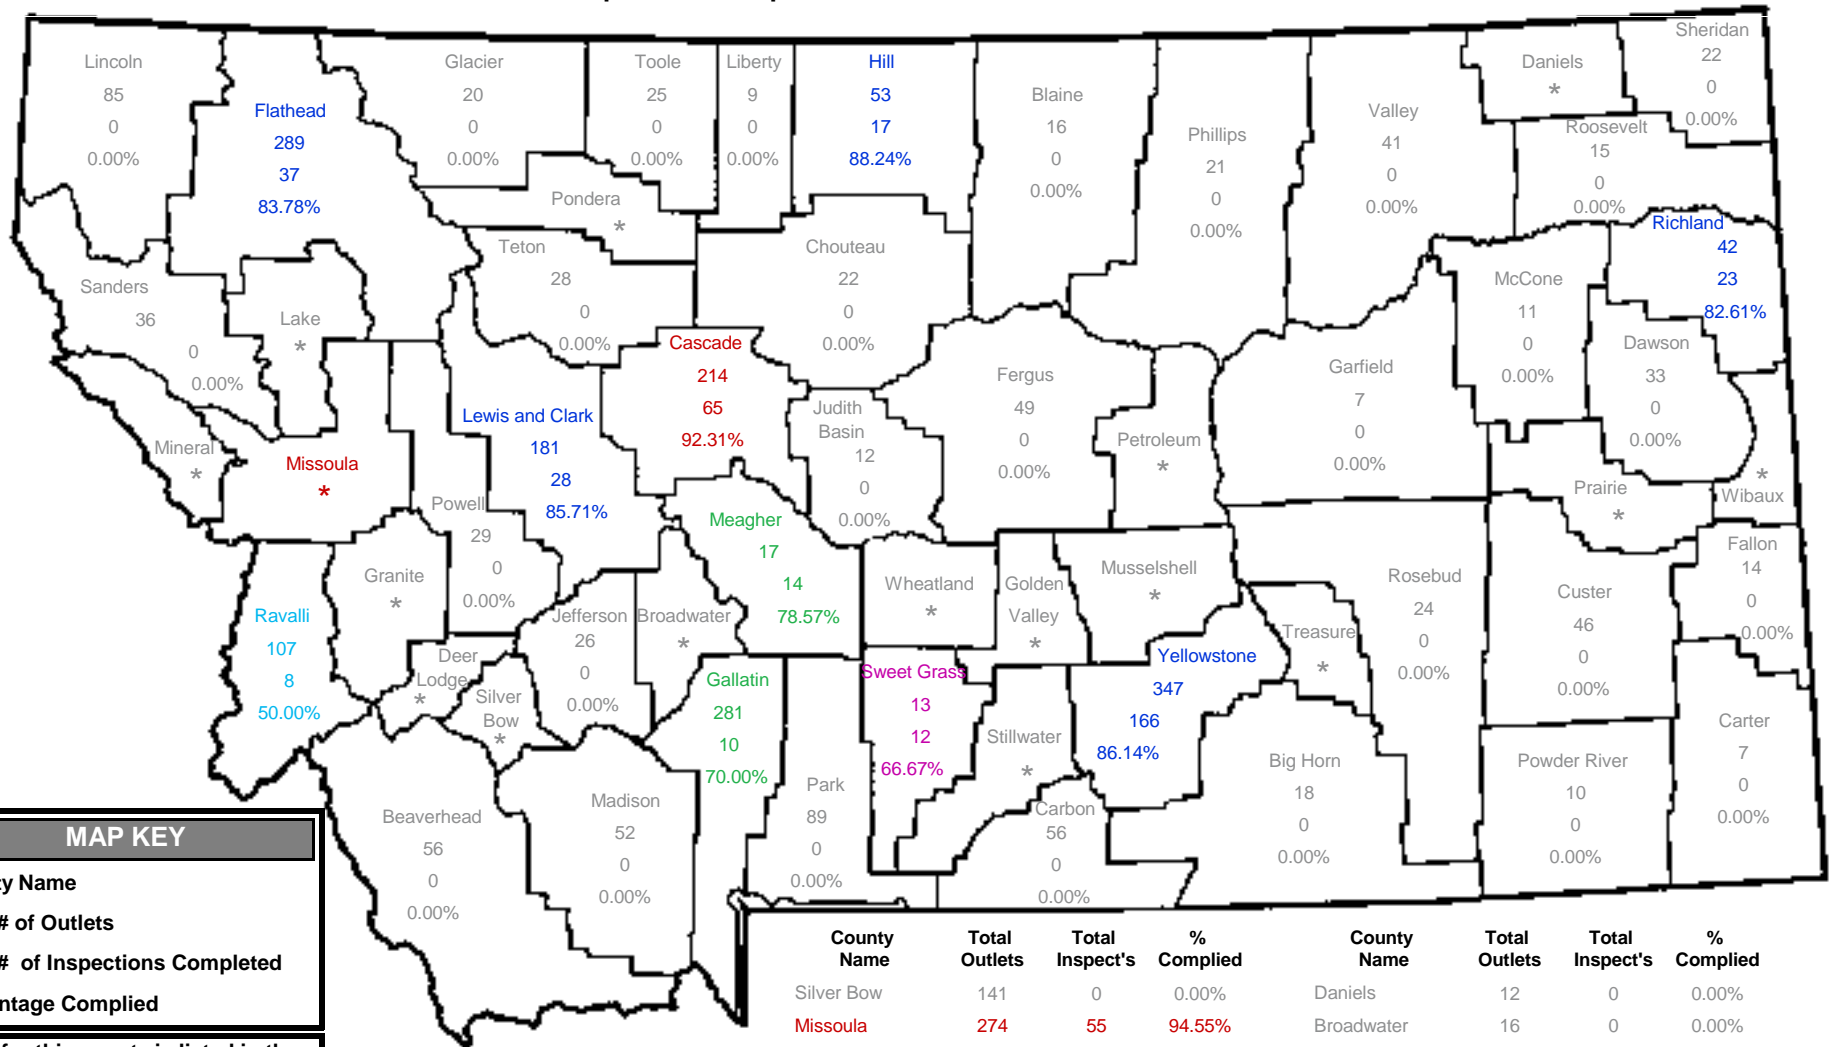 Lincoln
85
0
0.00%
Flathead
289
37
83.78%
Glacier
20
0
0.00%
Toole
25
0
0.00%
Liberty
9
0
0.00%
Hill
53
17
88.24%
Blaine
16
0
0.00%
Phillips
21
0
0.00%
Valley
41
0
0.00%
Daniels
*
Sheridan
22
0
0.00%
Roosevelt
15
0
0.00%
Richland
42
23
82.61%
Pondera
*
Teton
28
0
0.00%
Chouteau
22
0
0.00%
Sanders
36
0
0.00%
Lake
*
Cascade
214
65
92.31%
Lewis and Clark
181
28
85.71%
Judith
Basin
12
0
0.00%
Fergus
49
0
0.00%
Petroleum
*
Garfield
7
0
0.00%
McCone
11
0
0.00%
Dawson
33
0
0.00%
Mineral
*
Missoula
*
Powell
29
0
0.00%
Meagher
17
14
78.57%
Prairie
*
*
Wibaux
Fallon
14
0
0.00%
Granite
*
Ravalli
107
8
50.00%
Deer
Lodge
*
Silver
Bow
*
Jefferson
26
0
0.00%
Broadwater
*
Wheatland
*
Golden
Valley
*
Musselshell
*
Rosebud
24
0
0.00%
Treasure
*
Custer
46
0
0.00%
Gallatin
281
10
70.00%
Sweet Grass
13
12
66.67%
Stillwater
*
Yellowstone
347
166
86.14%
Big Horn
18
0
0.00%
Powder River
10
0
0.00%
Carter
7
0
0.00%
Beaverhead
56
0
0.00%
Madison
52
0
0.00%
Park
89
0
0.00%
Carbon
56
0
0.00%
MAP KEY
y Name
# of Outlets
# of Inspections Completed
ntage Complied
County Name Total Outlets Total Inspect's % Complied County Name Total Outlets Total Inspect's % Complied
Silver Bow 141 0 0.00% Daniels 12 0 0.00%
Missoula 274 55 94.55% Broadwater 16 0 0.00%